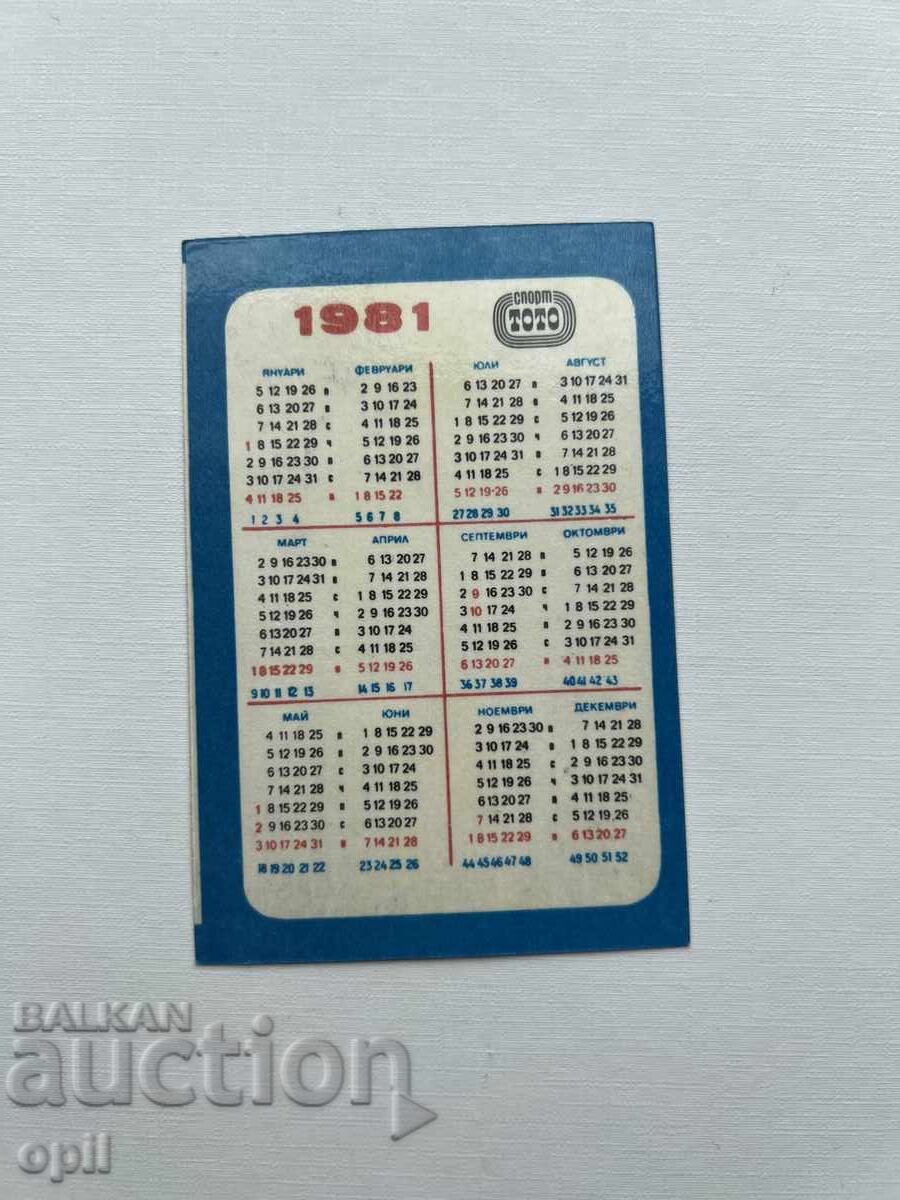 1981
спорт
ТОТО
ЯНУАРИ
5 12 19 26 п
6 13 20 27 в
7 14 21 28 с
1 8 15 22 29 ч
2 9 16 23 30 п
3 10 17 24 31 с
4 11 18 25 н
1 2 3 4
ФЕВРУАРИ
2 9 16 23
3 10 17 24
4 11 18 25
5 12 19 26
6 13 20 27
7 14 21 28
1 8 15 22
5 6 7 8
ЮЛИ
6 13 20 27 п
7 14 21 28 в
1 8 15 22 29 с
2 9 16 23 30 ч
3 10 17 24 31 п
4 11 18 25 с
5 12 19·26 н
27 28 29 30
АВГУСТ
3 10 17 24 31
4 11 18 25
5 12 19 26
6 13 20 27
7 14 21 28
1 8 15 22 29
2 9 16 23 30
31 32 33 34 35
МАРТ
2 9 16 23 30 п
3 10 17 24 31 в
4 11 18 25 с
5 12 19 26 ч
6 13 20 27 п
7 14 21 28 с
1 8 15 22 29 н
9 10 11 12 13
АПРИЛ
6 13 20 27
7 14 21 28
1 8 15 22 29
2 9 16 23 30
3 10 17 24
4 11 18 25
5 12 19 26
14 15 16 17
СЕПТЕМВРИ
7 14 21 28 п
1 8 15 22 29 в
2 9 16 23 30 с
3 10 17 24 ч
4 11 18 25 п
5 12 19 26 с
6 13 20 27 н
36 37 38 39
ОКТОМВРИ
5 12 19 26
6 13 20 27
7 14 21 28
1 8 15 22 29
2 9 16 23 30
3 10 17 24 31
4 11 18 25
40 41 42 43
МАЙ
4 11 18 25 п
5 12 19 26 в
6 13 20 27 с
7 14 21 28 ч
1 8 15 22 29 п
2 9 16 23 30 с
3 10 17 24 31 н
18 19 20 21 22
ЮНИ
1 8 15 22 29
2 9 16 23 30
3 10 17 24
4 11 18 25
5 12 19 26
6 13 20 27
7 14 21 28
23 24 25 26
НОЕМВРИ
2 9 16 23 30 п
3 10 17 24 в
4 11 18 25 с
5 12 19 26 ч
6 13 20 27 п
7 14 21 28 с
1 8 15 22 29 н
44 45 46 47 48
ДЕКЕМВРИ
7 14 21 28
1 8 15 22 29
2 9 16 23 30
3 10 17 24 31
4 11 18 25
5 12 19 26
6 13 20 27
49 50 51 52
BALKAN
auction
opil